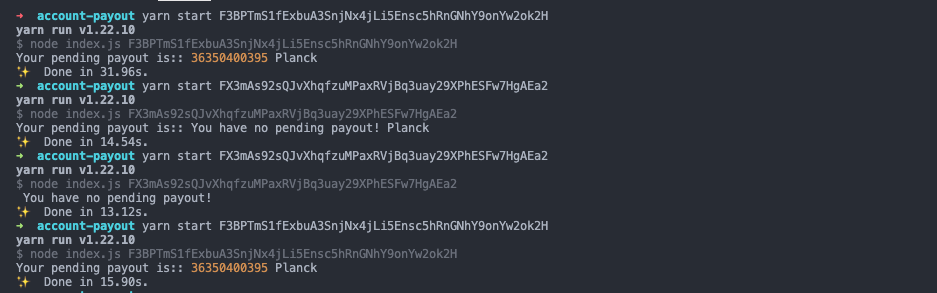 ➜ account-payout yarn start F3BPTmS1fExbuA3SnjNx4jLi5Ensc5hRnGNhY9onYw2ok2H
yarn run v1.22.10
$ node index.js F3BPTmS1fExbuA3SnjNx4jLi5Ensc5hRnGNhY9onYw2ok2H
Your pending payout is:: 36350400395 Planck
✨ Done in 31.96s.
➜ account-payout yarn start FX3mAs92sQJvXhqfzuMPaxRVjBq3uay29XPhESFw7HgAEa2
yarn run v1.22.10
$ node index.js FX3mAs92sQJvXhqfzuMPaxRVjBq3uay29XPhESFw7HgAEa2
Your pending payout is:: You have no pending payout! Planck
✨ Done in 14.54s.
➜ account-payout yarn start FX3mAs92sQJvXhqfzuMPaxRVjBq3uay29XPhESFw7HgAEa2
yarn run v1.22.10
$ node index.js FX3mAs92sQJvXhqfzuMPaxRVjBq3uay29XPhESFw7HgAEa2
You have no pending payout!
✨ Done in 13.12s.
➜ account-payout yarn start F3BPTmS1fExbuA3SnjNx4jLi5Ensc5hRnGNhY9onYw2ok2H
yarn run v1.22.10
$ node index.js F3BPTmS1fExbuA3SnjNx4jLi5Ensc5hRnGNhY9onYw2ok2H
Your pending payout is:: 36350400395 Planck
✨ Done in 15.90s.